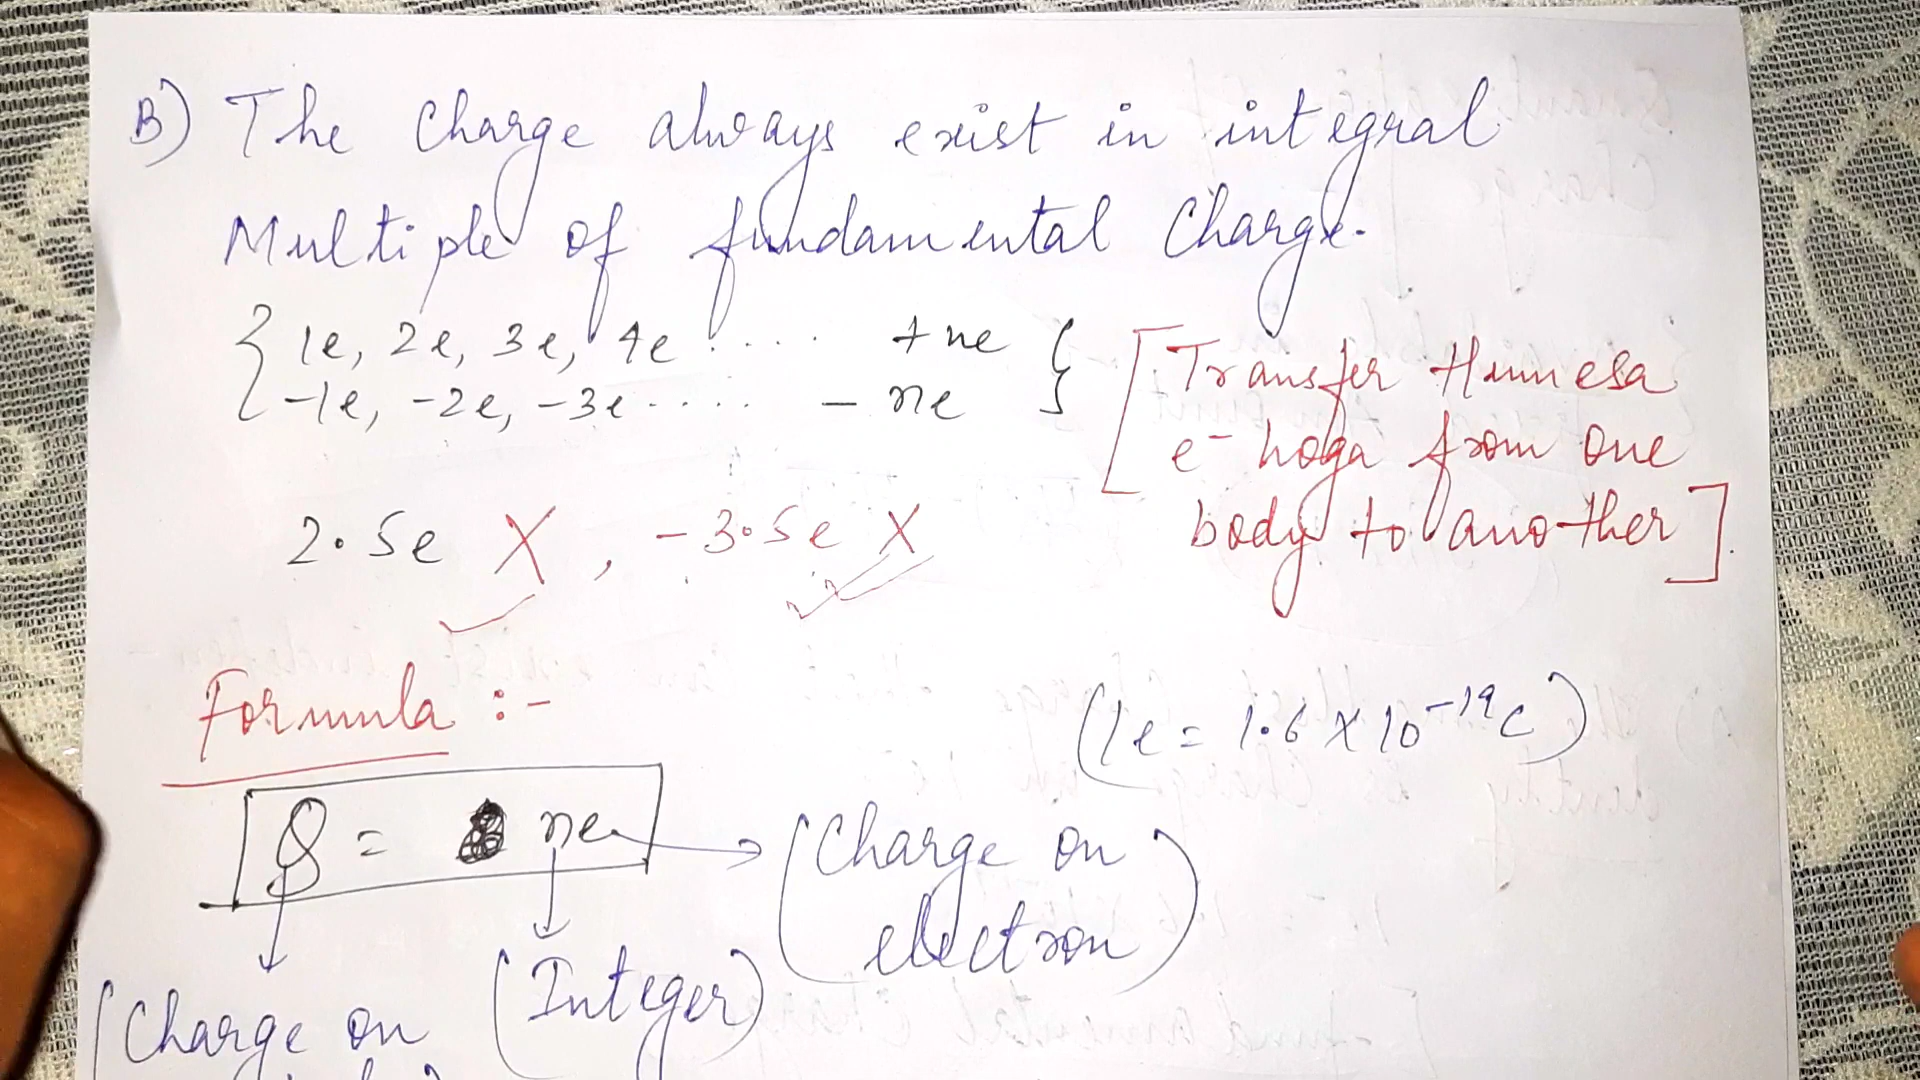 B) The Charge always exist in integral
Multiple of fundamental Charge.
{ 1e, 2e, 3e, 4e ..... +ne
{ -1e, -2e, -3e..... - ne }
[Transfer Humesa
e⁻ hoga from one
body to another].
2.5e X , -3.5e X
Formula :-
(1e = 1.6 X 10⁻¹⁹C)
Q = ne
(Charge on
electron)
(Integer)
(Charge on